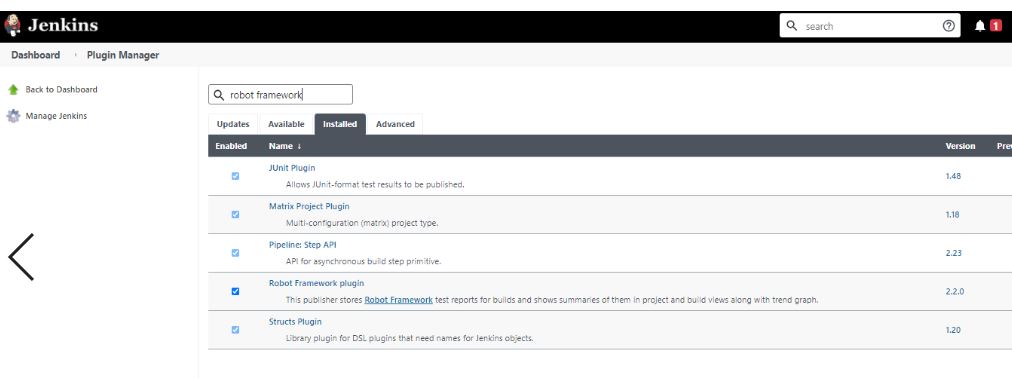 Jenkins
search
1
Dashboard
Plugin Manager
Back to Dashboard
Manage Jenkins
robot framework
Updates Available Installed Advanced
Enabled Name ↓ Version Prev
JUnit Plugin
Allows JUnit-format test results to be published.
1.48
Matrix Project Plugin
Multi-configuration (matrix) project type.
1.18
Pipeline: Step API
API for asynchronous build step primitive.
2.23
Robot Framework plugin
This publisher stores Robot Framework test reports for builds and shows summaries of them in project and build views along with trend graph.
2.2.0
Structs Plugin
Library plugin for DSL plugins that need names for Jenkins objects.
1.20